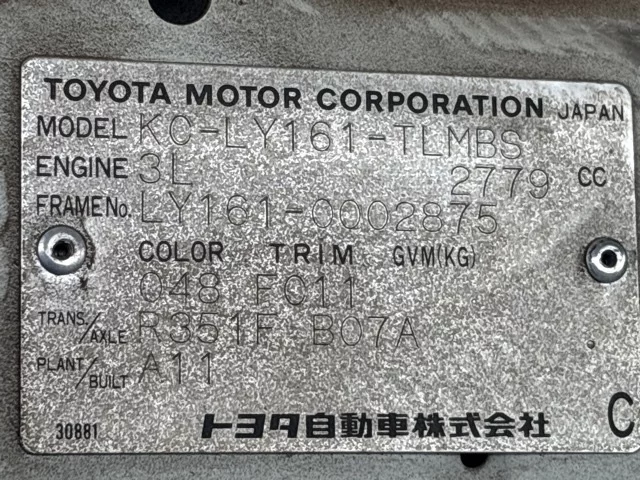 TOYOTA MOTOR CORPORATION JAPAN
MODEL KC-LY161-TLMBS
ENGINE 3L 2779 CC
FRAME No. LY161-0002875
COLOR TRIM GVM(KG)
048 FC11
TRANS/AXLE R351F B07A
PLANT/BUILT A11
30881 トヨタ自動車株式会社 C